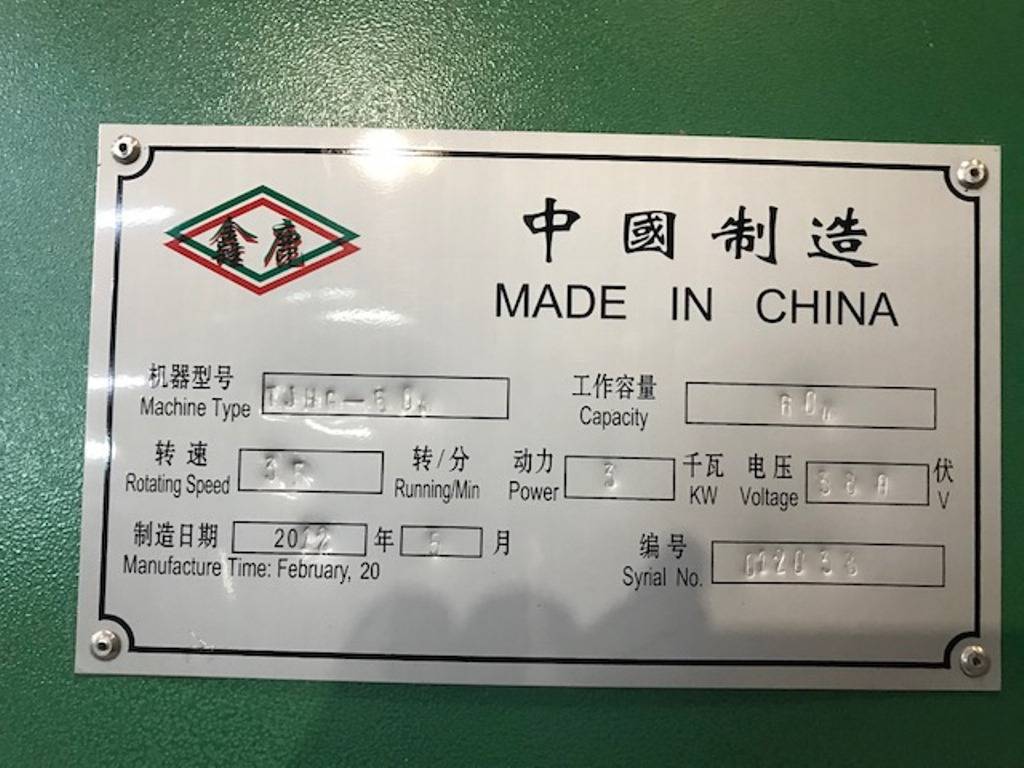 鑫鹿
中國制造
MADE IN CHINA
机器型号
Machine Type
工作容量
Capacity
转速
Rotating Speed
转/分
Running/Min
动力 3 千瓦
Power KW
电压 伏
Voltage V
制造日期 2012 年 5 月
Manufacture Time: February, 20
编号
Syrial No.